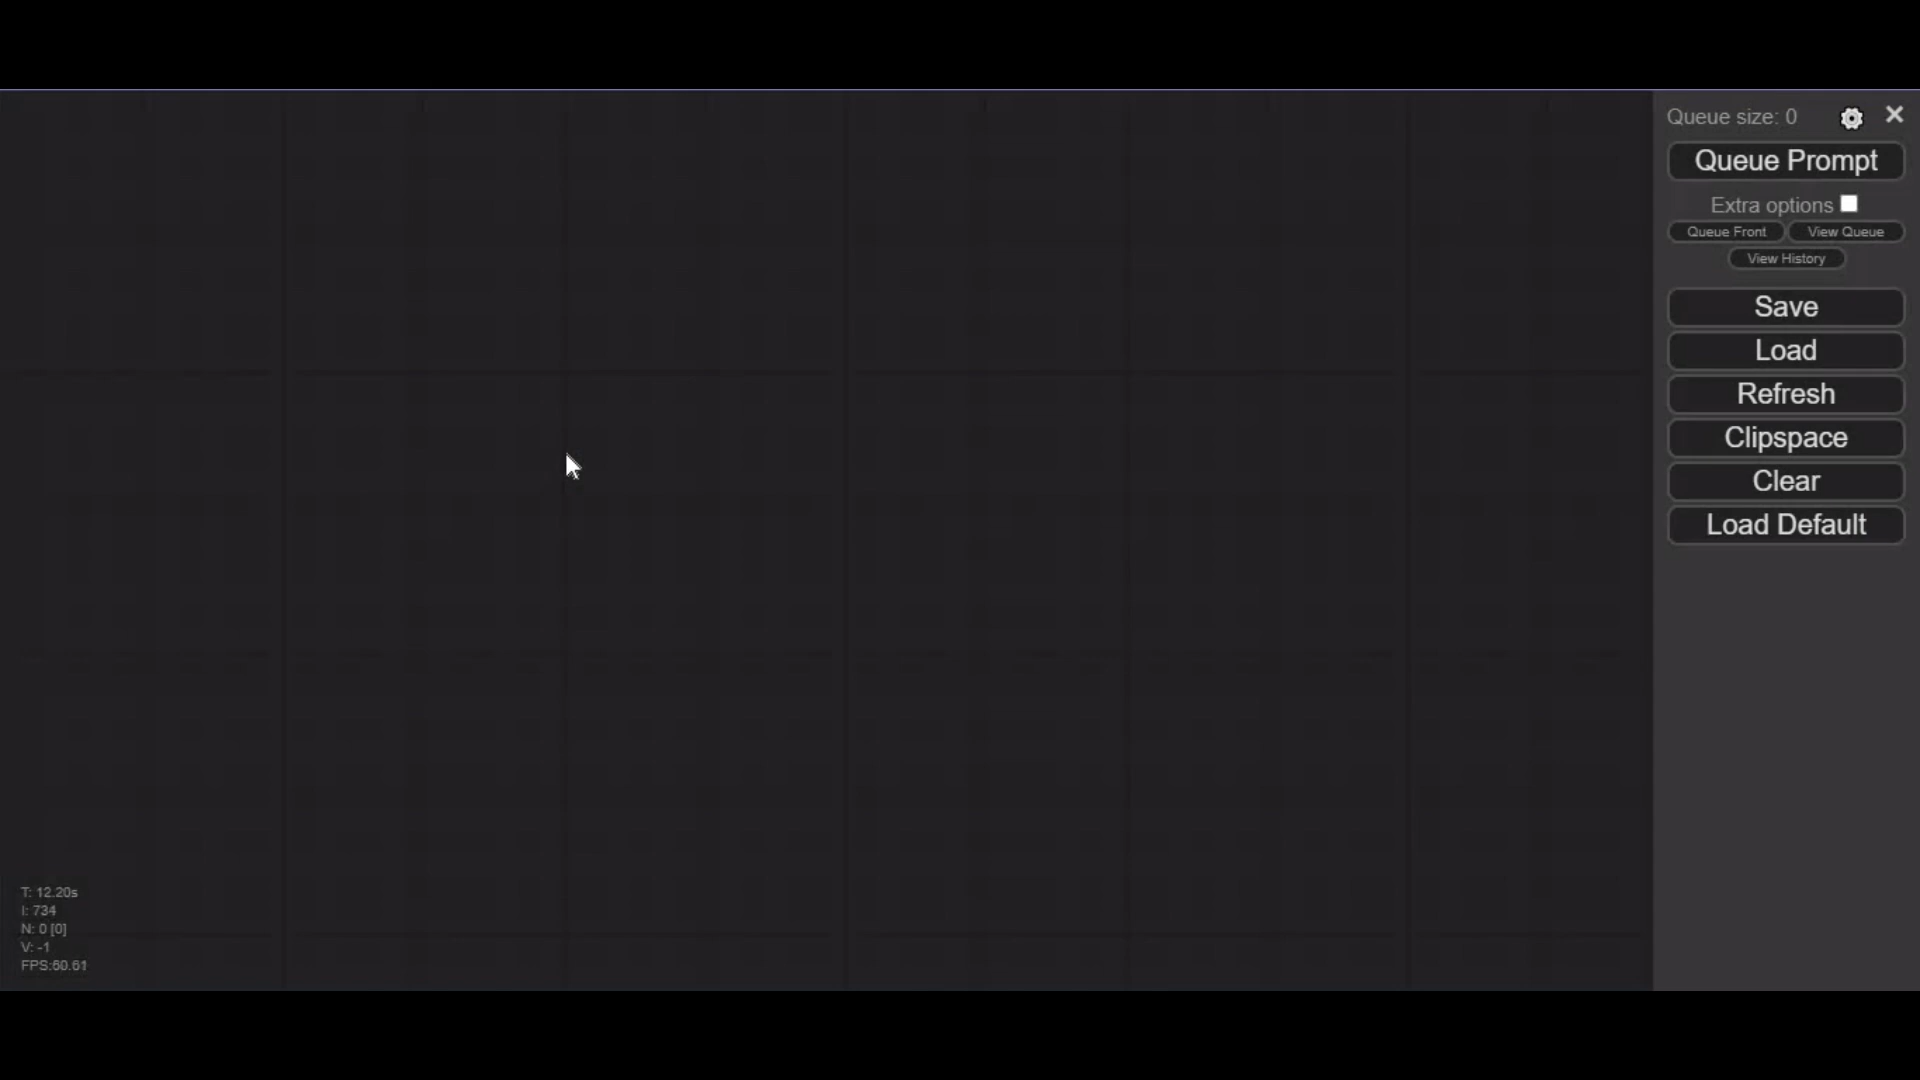 Queue size: 0
Queue Prompt
Extra options
Queue Front
View Queue
View History
Save
Load
Refresh
Clipspace
Clear
Load Default
T: 12.20s
I: 734
N: 0 [0]
V: -1
FPS:60.61